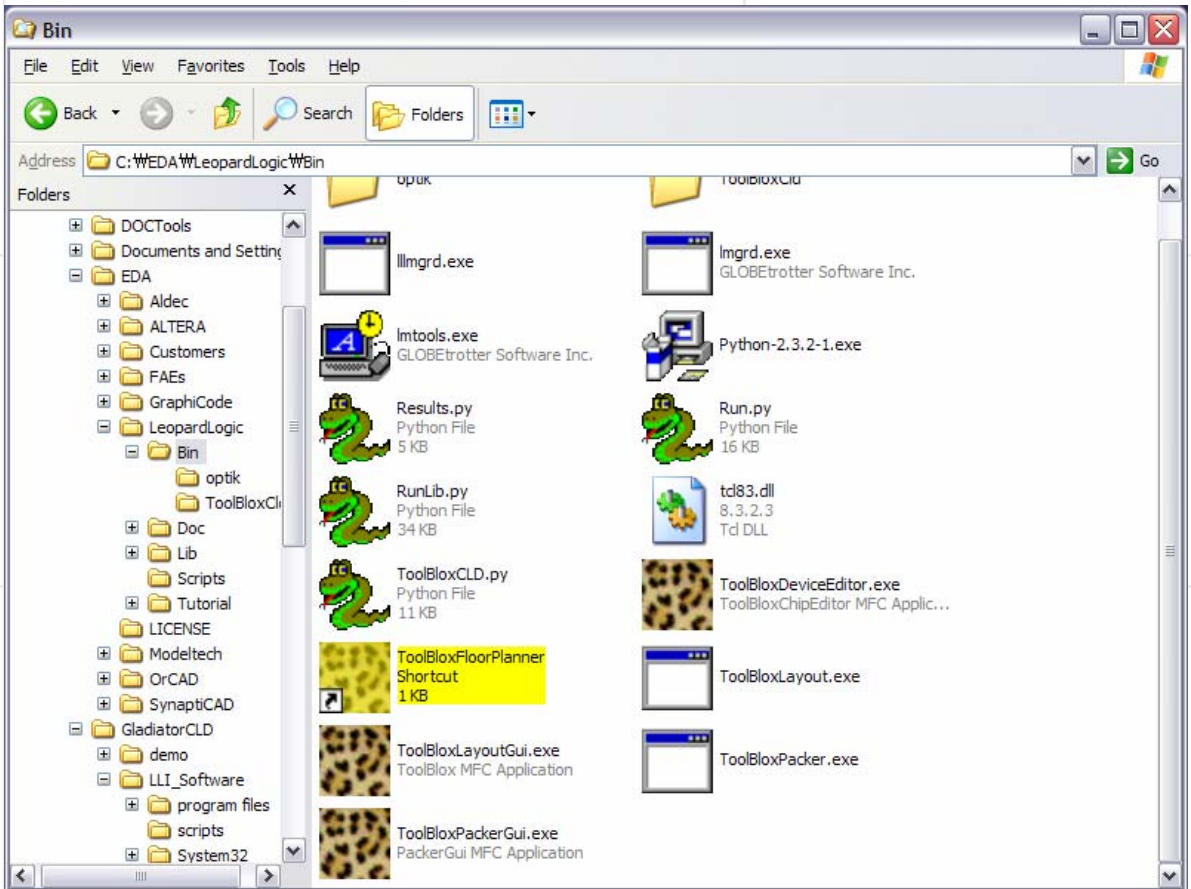 Bin
File Edit View Favorites Tools Help
Back Search Folders
Address C:₩EDA₩LeopardLogic₩Bin Go
Folders
DOCTools
Documents and Setting
EDA
Aldec
ALTERA
Customers
FAEs
GraphiCode
LeopardLogic
Bin
optik
ToolBloxCl
Doc
Lib
Scripts
Tutorial
LICENSE
Modeltech
OrCAD
SynaptiCAD
GladiatorCLD
demo
LLI_Software
program files
scripts
System32
optik
ToolBloxCld
lllmgrd.exe
lmgrd.exe
GLOBEtrotter Software Inc.
lmtools.exe
GLOBEtrotter Software Inc.
Python-2.3.2-1.exe
Results.py
Python File
5 KB
Run.py
Python File
16 KB
RunLib.py
Python File
34 KB
tcl83.dll
8.3.2.3
Tcl DLL
ToolBloxCLD.py
Python File
11 KB
ToolBloxDeviceEditor.exe
ToolBloxChipEditor MFC Applic...
ToolBloxFloorPlanner
Shortcut
1 KB
ToolBloxLayout.exe
ToolBloxLayoutGui.exe
ToolBlox MFC Application
ToolBloxPacker.exe
ToolBloxPackerGui.exe
PackerGui MFC Application